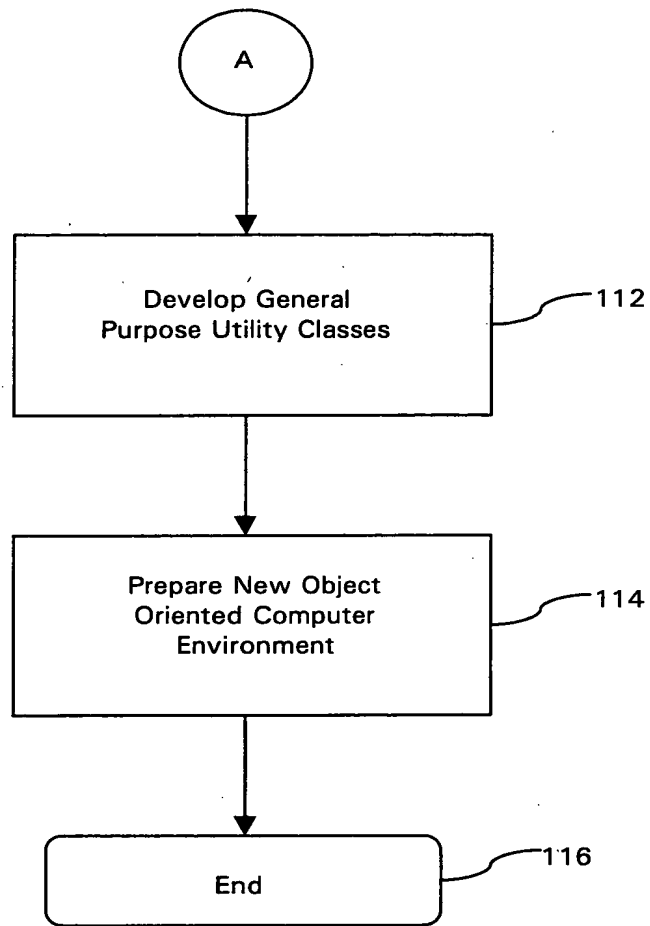 A
Develop General
Purpose Utility Classes
112
Prepare New Object
Oriented Computer
Environment
114
End
116